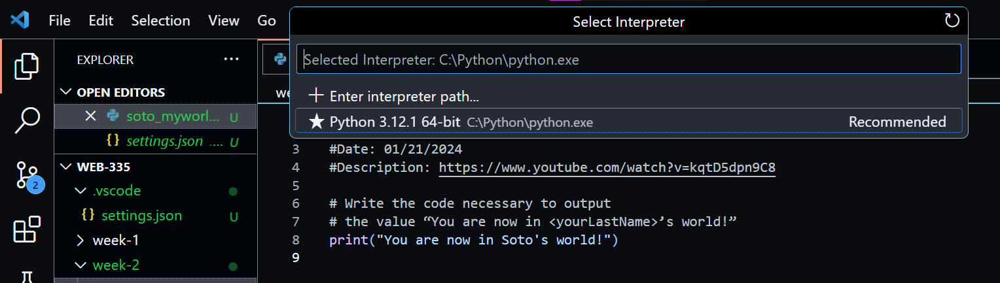 File Edit Selection View Go
Select Interpreter
Selected Interpreter: C:\Python\python.exe
Enter interpreter path...
Python 3.12.1 64-bit C:\Python\python.exe Recommended
EXPLORER ...
OPEN EDITORS
soto_myworl... U
settings.json .... U
2
WEB-335
.vscode
{} settings.json U
week-1
week-2
we
3 #Date: 01/21/2024
4 #Description: https://www.youtube.com/watch?v=kqtD5dpn9C8
5
6 # Write the code necessary to output
7 # the value “You are now in <yourLastName>’s world!”
8 print("You are now in Soto's world!")
9